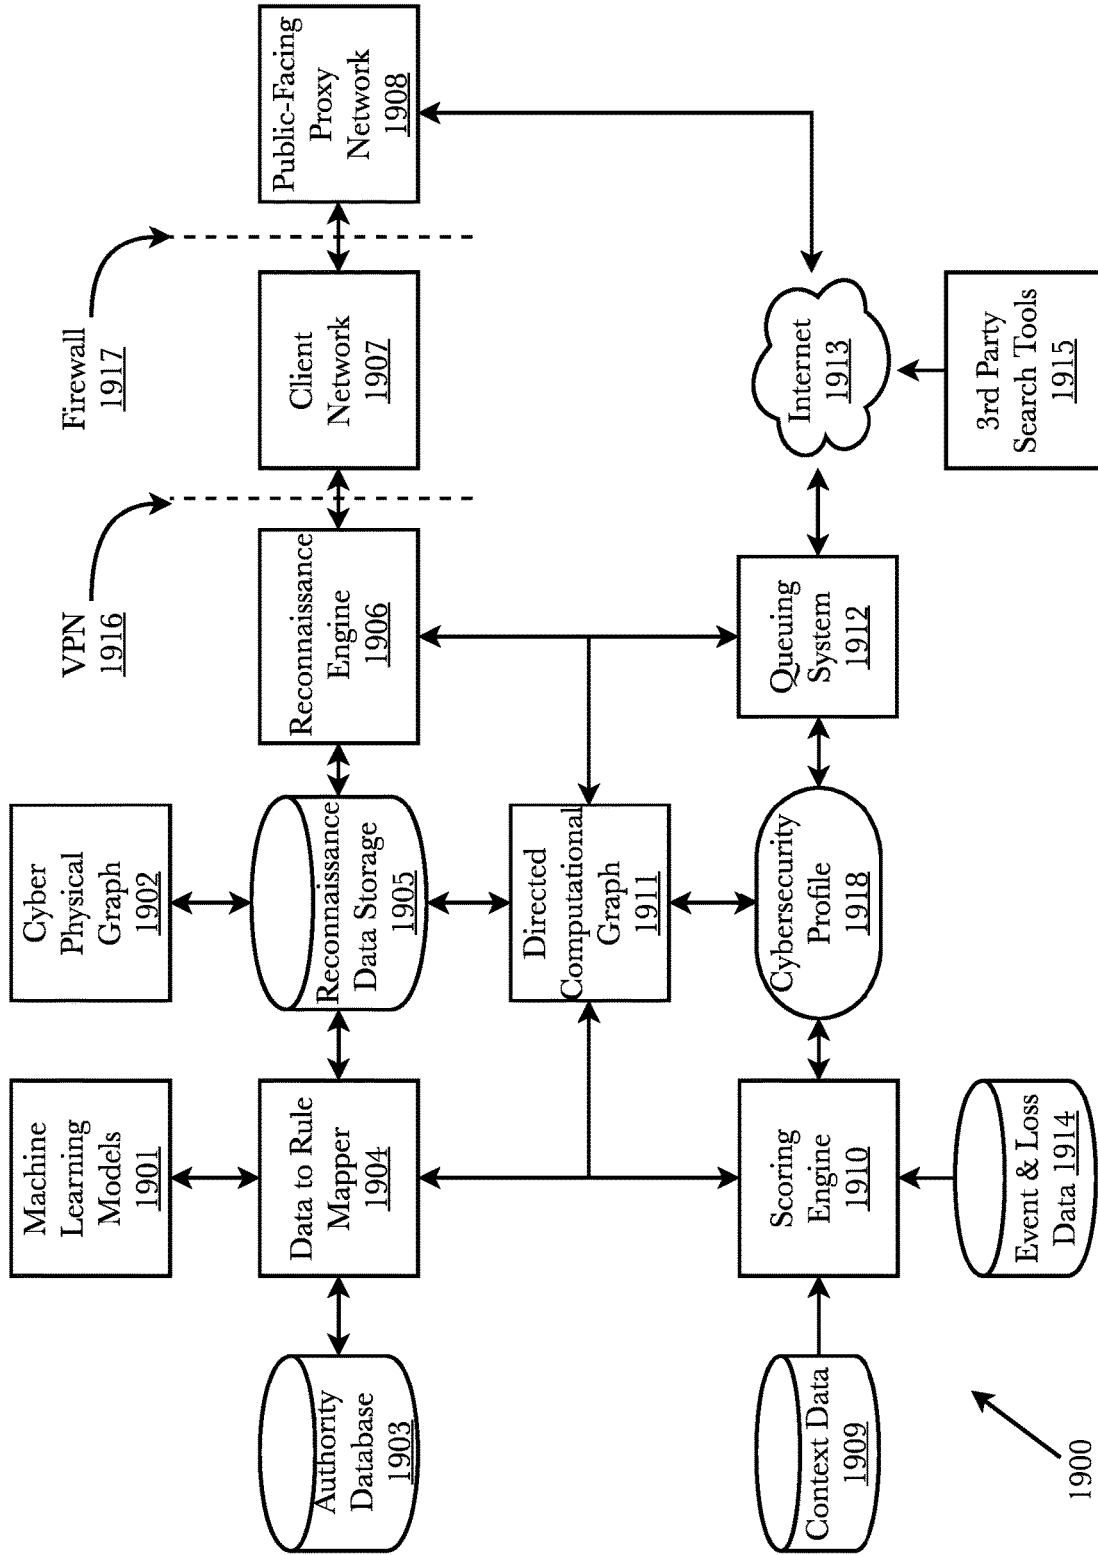 Machine
Learning
Models
1901
Cyber
Physical
Graph
1902
VPN
1916
Firewall
1917
Authority
Database
1903
Data to Rule
Mapper
1904
Reconnaissance
Data Storage
1905
Reconnaissance
Engine
1906
Client
Network
1907
Public-Facing
Proxy
Network
1908
Directed
Computational
Graph
1911
Context Data
1909
Scoring
Engine
1910
Cybersecurity
Profile
1918
Queuing
System
1912
Internet
1913
Event & Loss
Data 1914
3rd Party
Search Tools
1915
1900